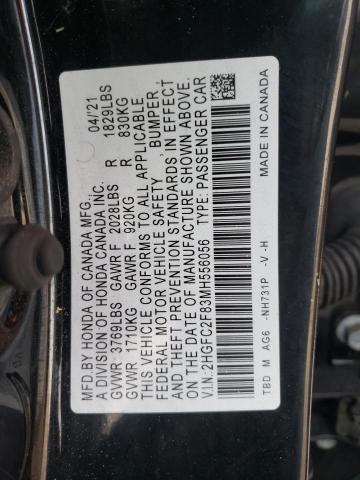 MFD BY HONDA OF CANADA MFG. 04/'21
A DIVISION OF HONDA CANADA INC.
GVWR 3769LBS GAWR F 2028LBS R 1829LBS
GVWR 1710KG GAWR F 920KG R 830KG
THIS VEHICLE CONFORMS TO ALL APPLICABLE
FEDERAL MOTOR VEHICLE SAFETY , BUMPER ,
AND THEFT PREVENTION STANDARDS IN EFFECT
ON THE DATE OF MANUFACTURE SHOWN ABOVE.
V.I.N.:2HGFC2F83MH556056 TYPE: PASSENGER CAR
TBD M AG6 -NH731P -V -H MADE IN CANADA